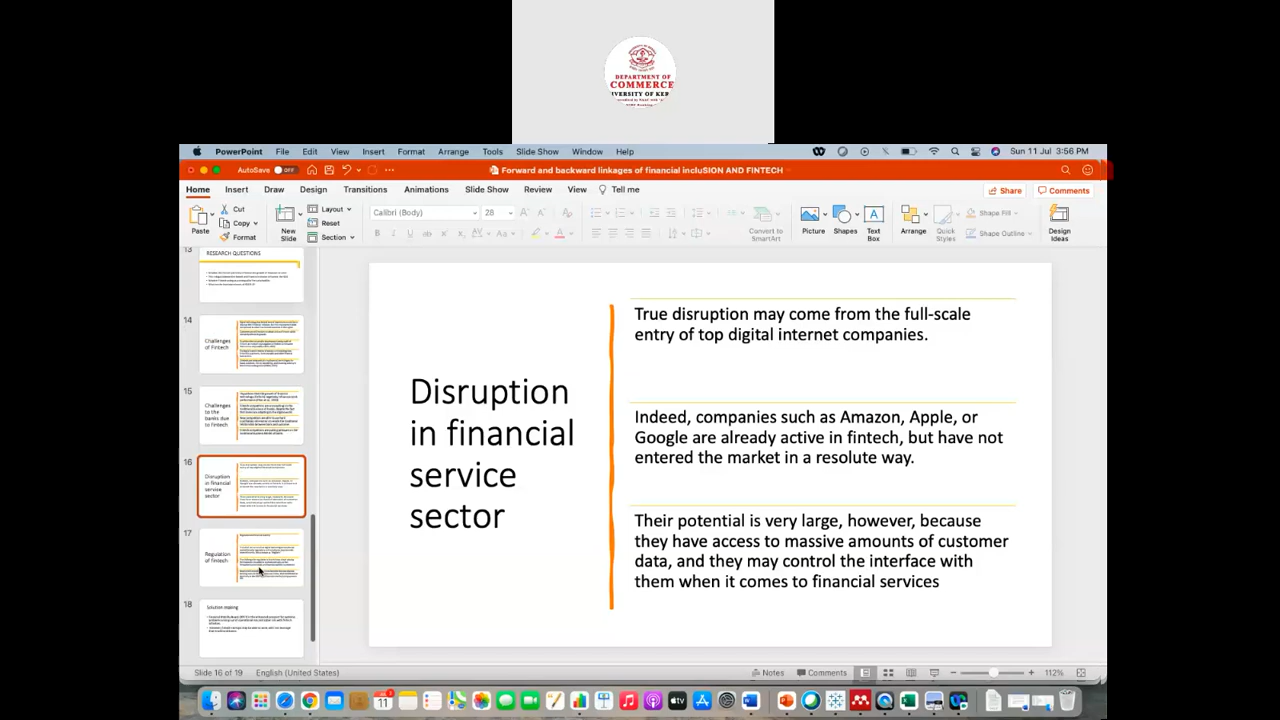 DEPARTMENT OF
COMMERCE
PowerPoint File Edit View Insert Format Arrange Tools Slide Show Window Help Sun 11 Jul 3:56 PM
AutoSave OFF Forward and backward linkages of financial incluSION AND FINTECH
Home Insert Draw Design Transitions Animations Slide Show Review View Tell me Share Comments
Paste Cut Copy Format New Slide Layout Reset Section Calibri (Body) 28 Convert to SmartArt Picture Shapes Text Box Arrange Quick Styles Shape Fill Shape Outline Design Ideas
13
RESEARCH QUESTIONS
14
Challenges
of Fintech
15
Challenges
to the
banks due
to fintech
16
Disruption
in financial
service
sector
17
Regulation
of fintech
18
Solution making
Disruption
in financial
service
sector
True disruption may come from the full-scale
entry of big digital internet companies.
Indeed companies such as Amazon, Apple, or
Google are already active in fintech, but have not
entered the market in a resolute way.
Their potential is very large, however, because
they have access to massive amounts of customer
data, and they may control the interface with
them when it comes to financial services
Slide 16 of 19 English (United States) Notes Comments 112%